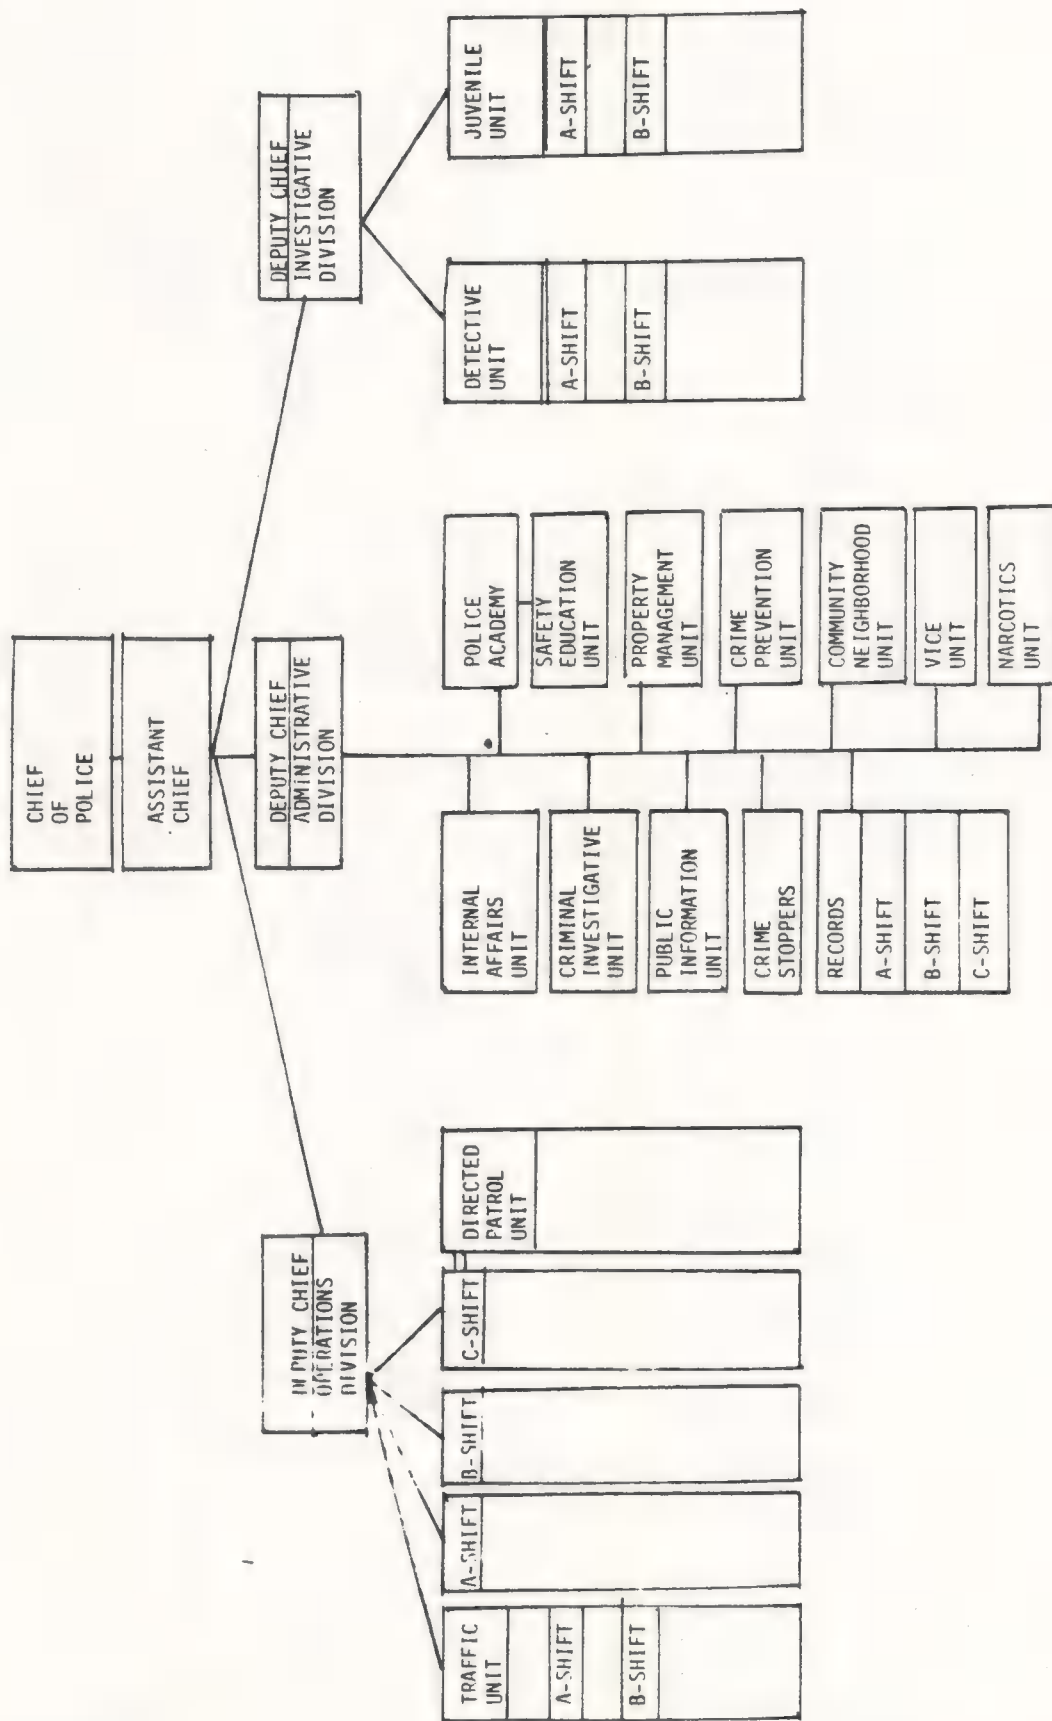 CHIEF
OF
POLICE
ASSISTANT
CHIEF
DEPUTY CHIEF
OPERATIONS
DIVISION
DEPUTY CHIEF
ADMINISTRATIVE
DIVISION
DEPUTY CHIEF
INVESTIGATIVE
DIVISION
TRAFFIC
UNIT
A-SHIFT
B-SHIFT
A-SHIFT
B-SHIFT
C-SHIFT
DIRECTED
PATROL
UNIT
INTERNAL
AFFAIRS
UNIT
CRIMINAL
INVESTIGATIVE
UNIT
PUBLIC
INFORMATION
UNIT
CRIME
STOPPERS
RECORDS
A-SHIFT
B-SHIFT
C-SHIFT
POLICE
ACADEMY
SAFETY
EDUCATION
UNIT
PROPERTY
MANAGEMENT
UNIT
CRIME
PREVENTION
UNIT
COMMUNITY
NEIGHBORHOOD
UNIT
VICE
UNIT
NARCOTICS
UNIT
DETECTIVE
UNIT
A-SHIFT
B-SHIFT
JUVENILE
UNIT
A-SHIFT
B-SHIFT